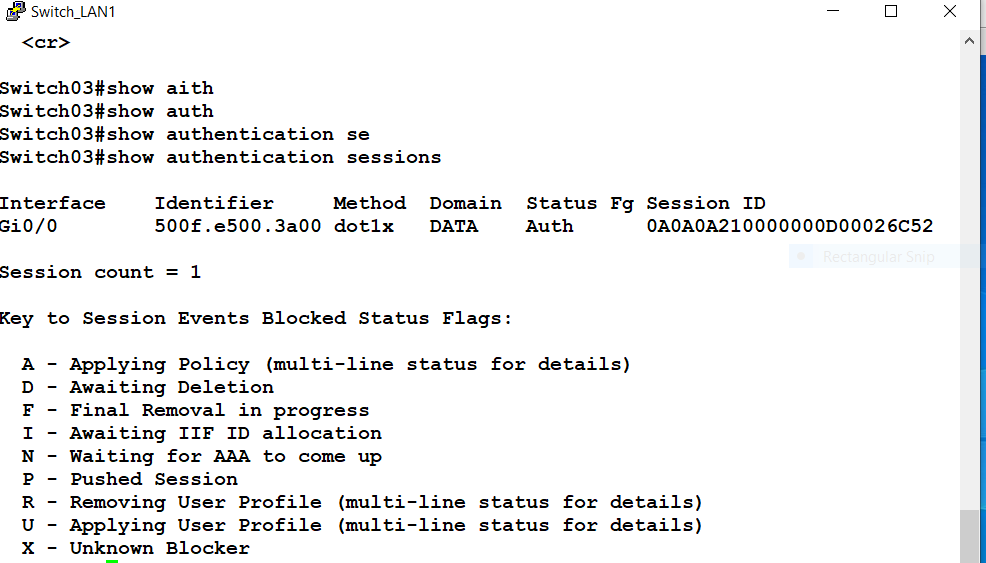 Switch_LAN1
<cr>
Switch03#show aith
Switch03#show auth
Switch03#show authentication se
Switch03#show authentication sessions
Interface    Identifier     Method  Domain  Status Fg Session ID
Gi0/0        500f.e500.3a00 dot1x   DATA    Auth      0A0A0A210000000D00026C52
Rectangular Snip
Session count = 1
Key to Session Events Blocked Status Flags:
A - Applying Policy (multi-line status for details)
D - Awaiting Deletion
F - Final Removal in progress
I - Awaiting IIF ID allocation
N - Waiting for AAA to come up
P - Pushed Session
R - Removing User Profile (multi-line status for details)
U - Applying User Profile (multi-line status for details)
X - Unknown Blocker